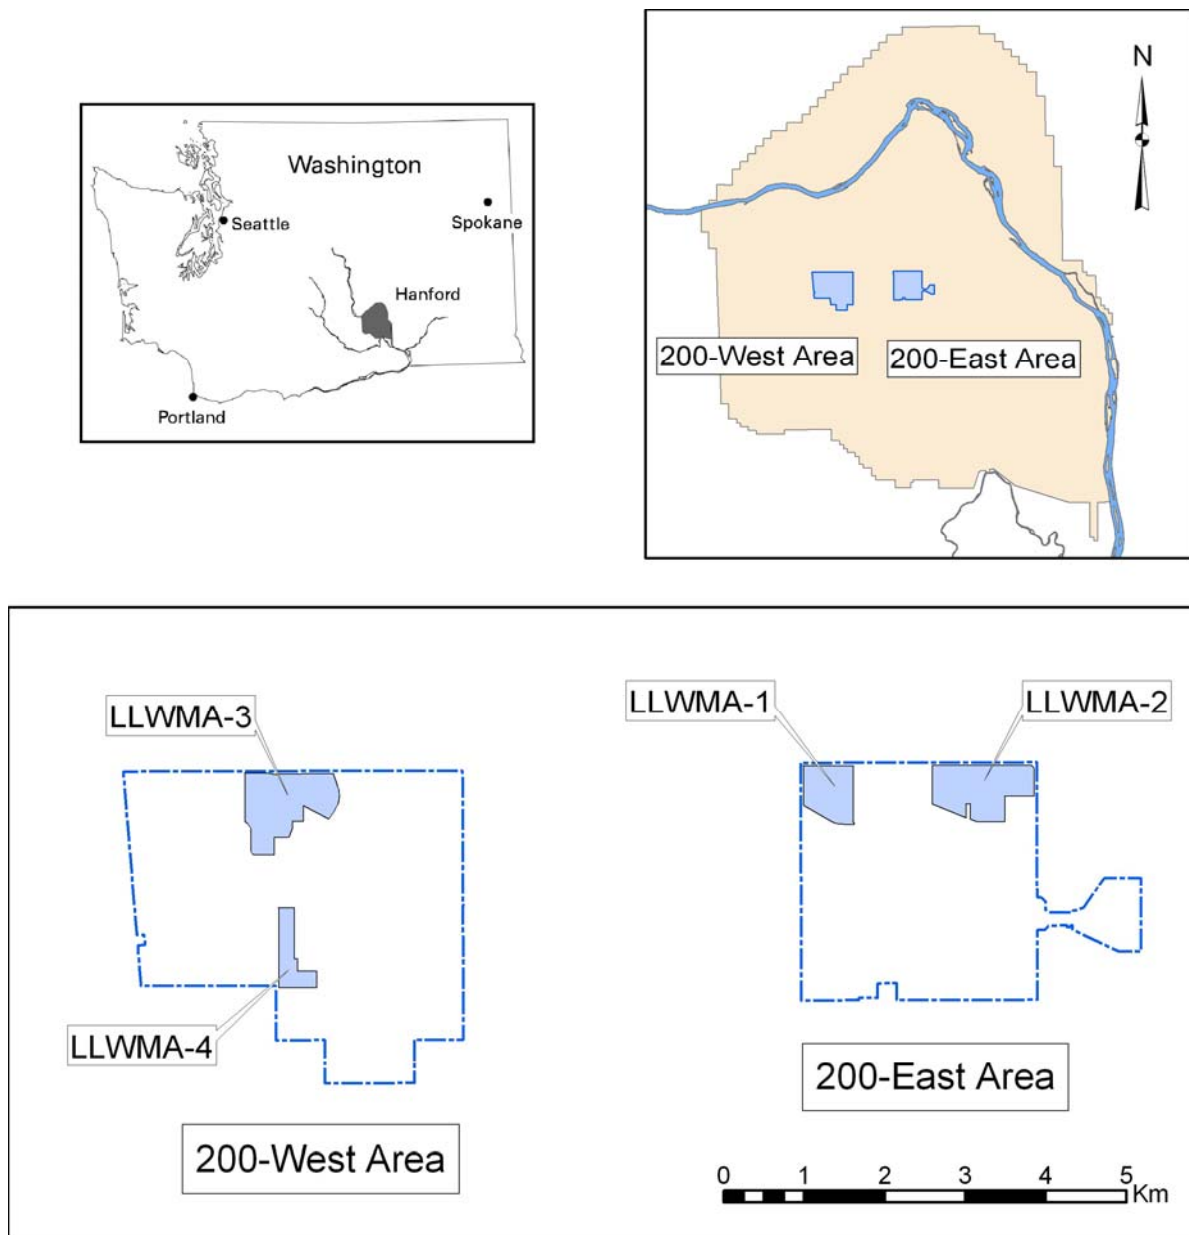 Washington
Seattle
Spokane
Hanford
Portland
N
200-West Area
200-East Area
LLWMA-3
LLWMA-1
LLWMA-2
LLWMA-4
200-East Area
200-West Area
0 1 2 3 4 5
Km